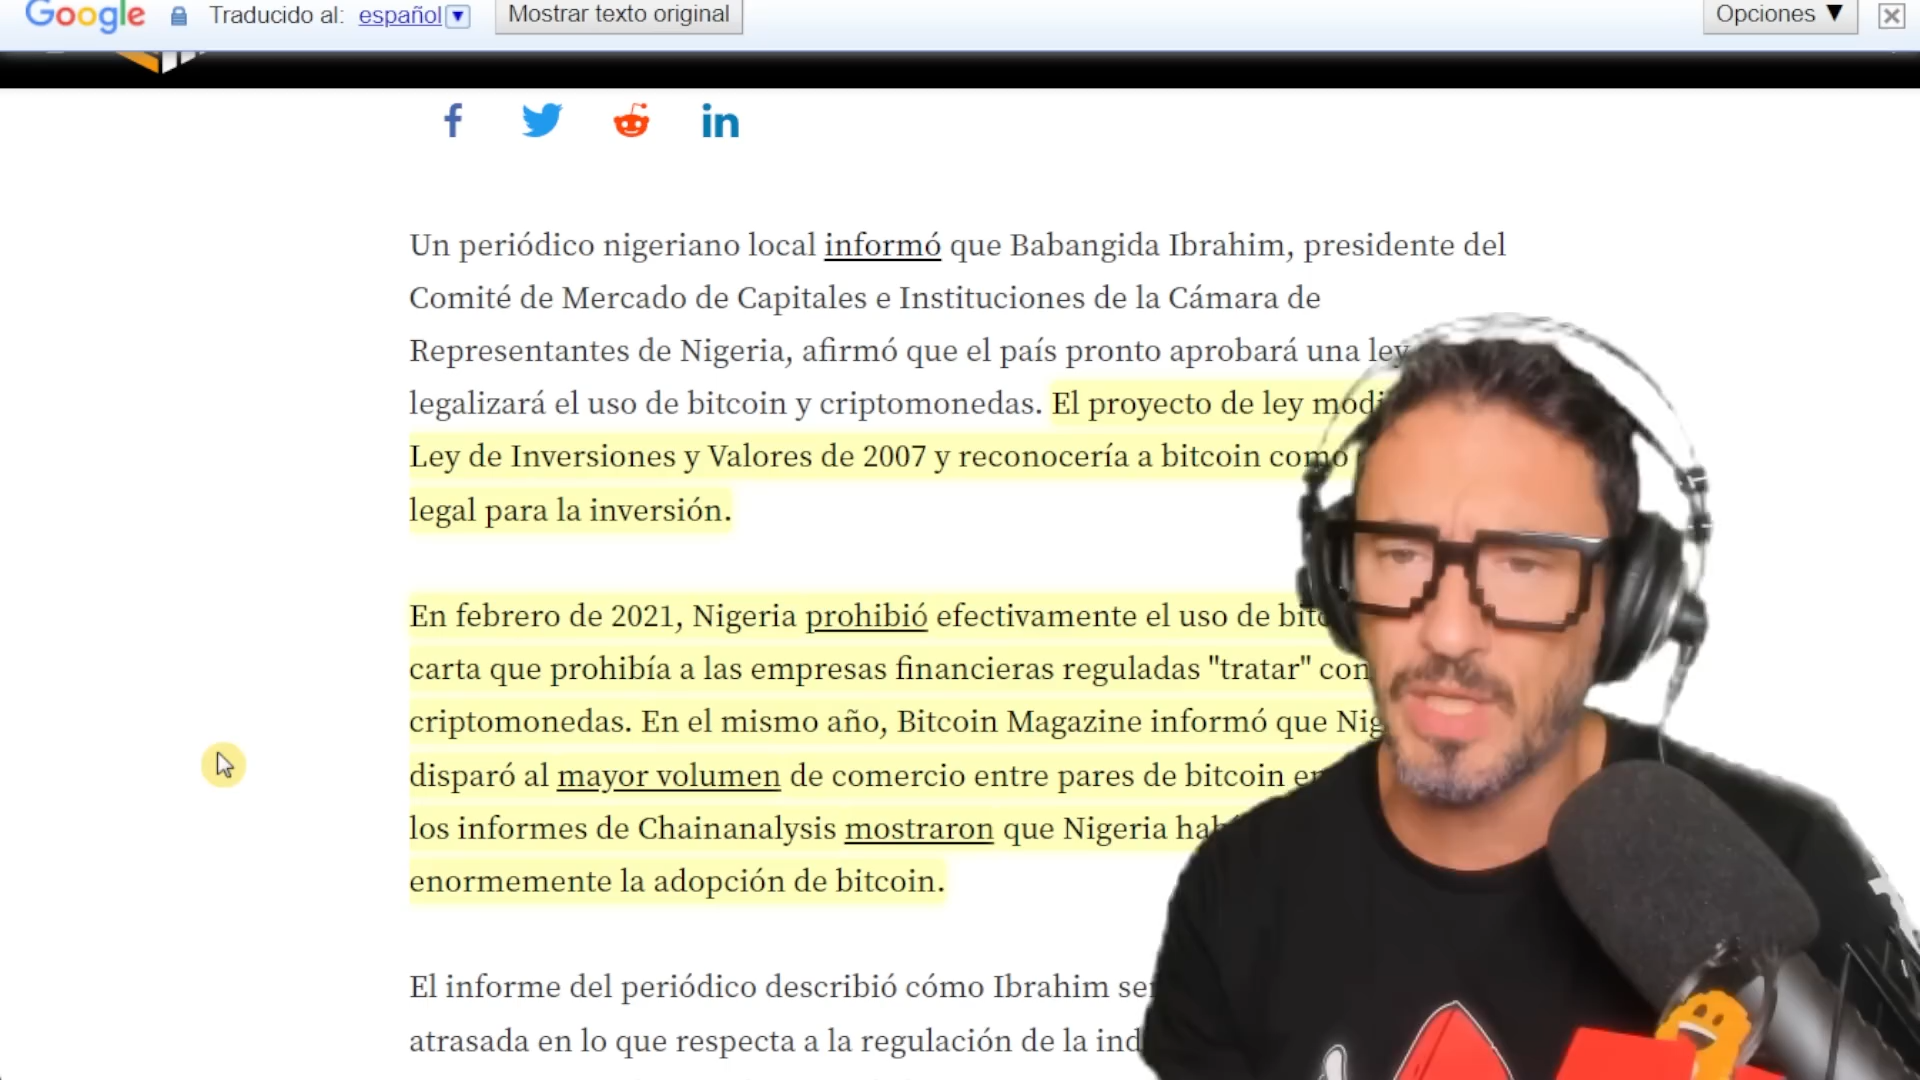 Google Traducido al: español Mostrar texto original Opciones
Un periódico nigeriano local informó que Babangida Ibrahim, presidente del
Comité de Mercado de Capitales e Instituciones de la Cámara de
Representantes de Nigeria, afirmó que el país pronto aprobará una ley
legalizará el uso de bitcoin y criptomonedas. El proyecto de ley
Ley de Inversiones y Valores de 2007 y reconocería a bitcoin como
legal para la inversión.
En febrero de 2021, Nigeria prohibió efectivamente el uso de
carta que prohibía a las empresas financieras reguladas "tratar" con
criptomonedas. En el mismo año, Bitcoin Magazine informó que
disparó al mayor volumen de comercio entre pares de bitcoin
los informes de Chainanalysis mostraron que Nigeria
enormemente la adopción de bitcoin.
El informe del periódico describió cómo Ibrahim
atrasada en lo que respecta a la regulación de la